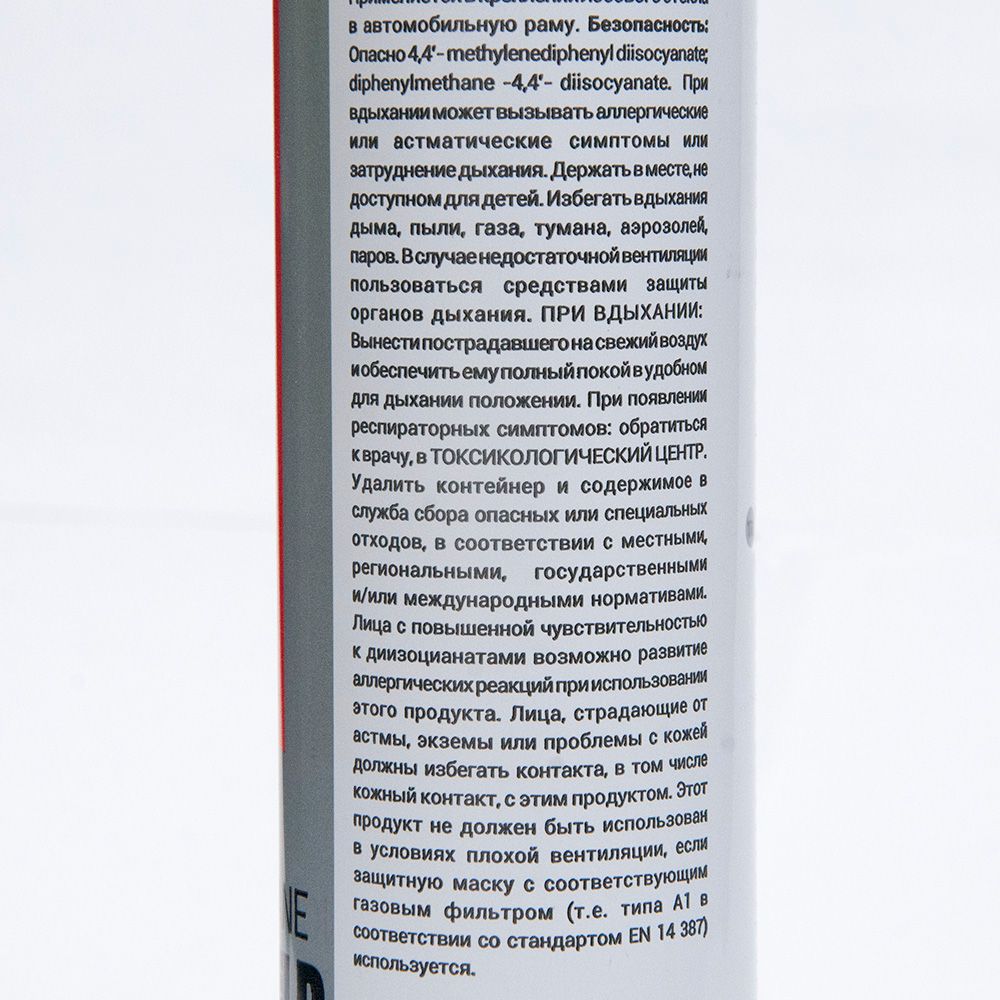 в автомобильную раму. Безопасность:
Опасно 4,4'- methylenediphenyl diisocyanate;
diphenylmethane -4,4'- diisocyanate. При
вдыхании может вызывать аллергические
или астматические симптомы или
затруднение дыхания. Держать в месте, не
доступном для детей. Избегать вдыхания
дыма, пыли, газа, тумана, аэрозолей,
паров. В случае недостаточной вентиляции
пользоваться средствами защиты
органов дыхания. ПРИ ВДЫХАНИИ:
Вынести пострадавшего на свежий воздух
и обеспечить ему полный покой в удобном
для дыхании положении. При появлении
респираторных симптомов: обратиться
к врачу, в ТОКСИКОЛОГИЧЕСКИЙ ЦЕНТР.
Удалить контейнер и содержимое в
служба сбора опасных или специальных
отходов, в соответствии с местными,
региональными, государственными
и/или международными нормативами.
Лица с повышенной чувствительностью
к диизоцианатами возможно развитие
аллергических реакций при использовании
этого продукта. Лица, страдающие от
астмы, экземы или проблемы с кожей
должны избегать контакта, в том числе
кожный контакт, с этим продуктом. Этот
продукт не должен быть использован
в условиях плохой вентиляции, если
защитную маску с соответствующим
газовым фильтром (т.е. типа A1 в
соответствии со стандартом EN 14 387)
используется.
NE